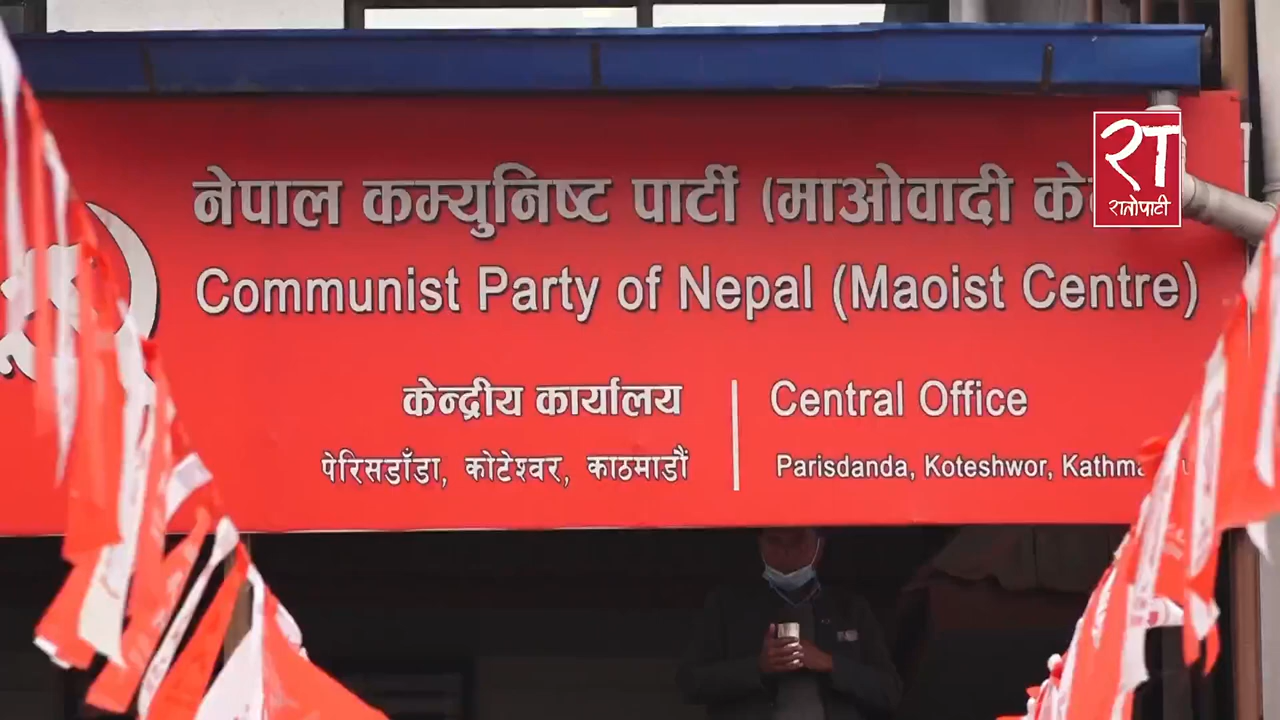 नेपाल कम्युनिष्ट पार्टी (माओवादी
Communist Party of Nepal (Maoist Centre)
केन्द्रीय कार्यालय
पेरिसडाँडा, कोटेश्वर, काठमाडौं
Central Office
Parisdanda, Koteshwor,
रा
रातोपाटी